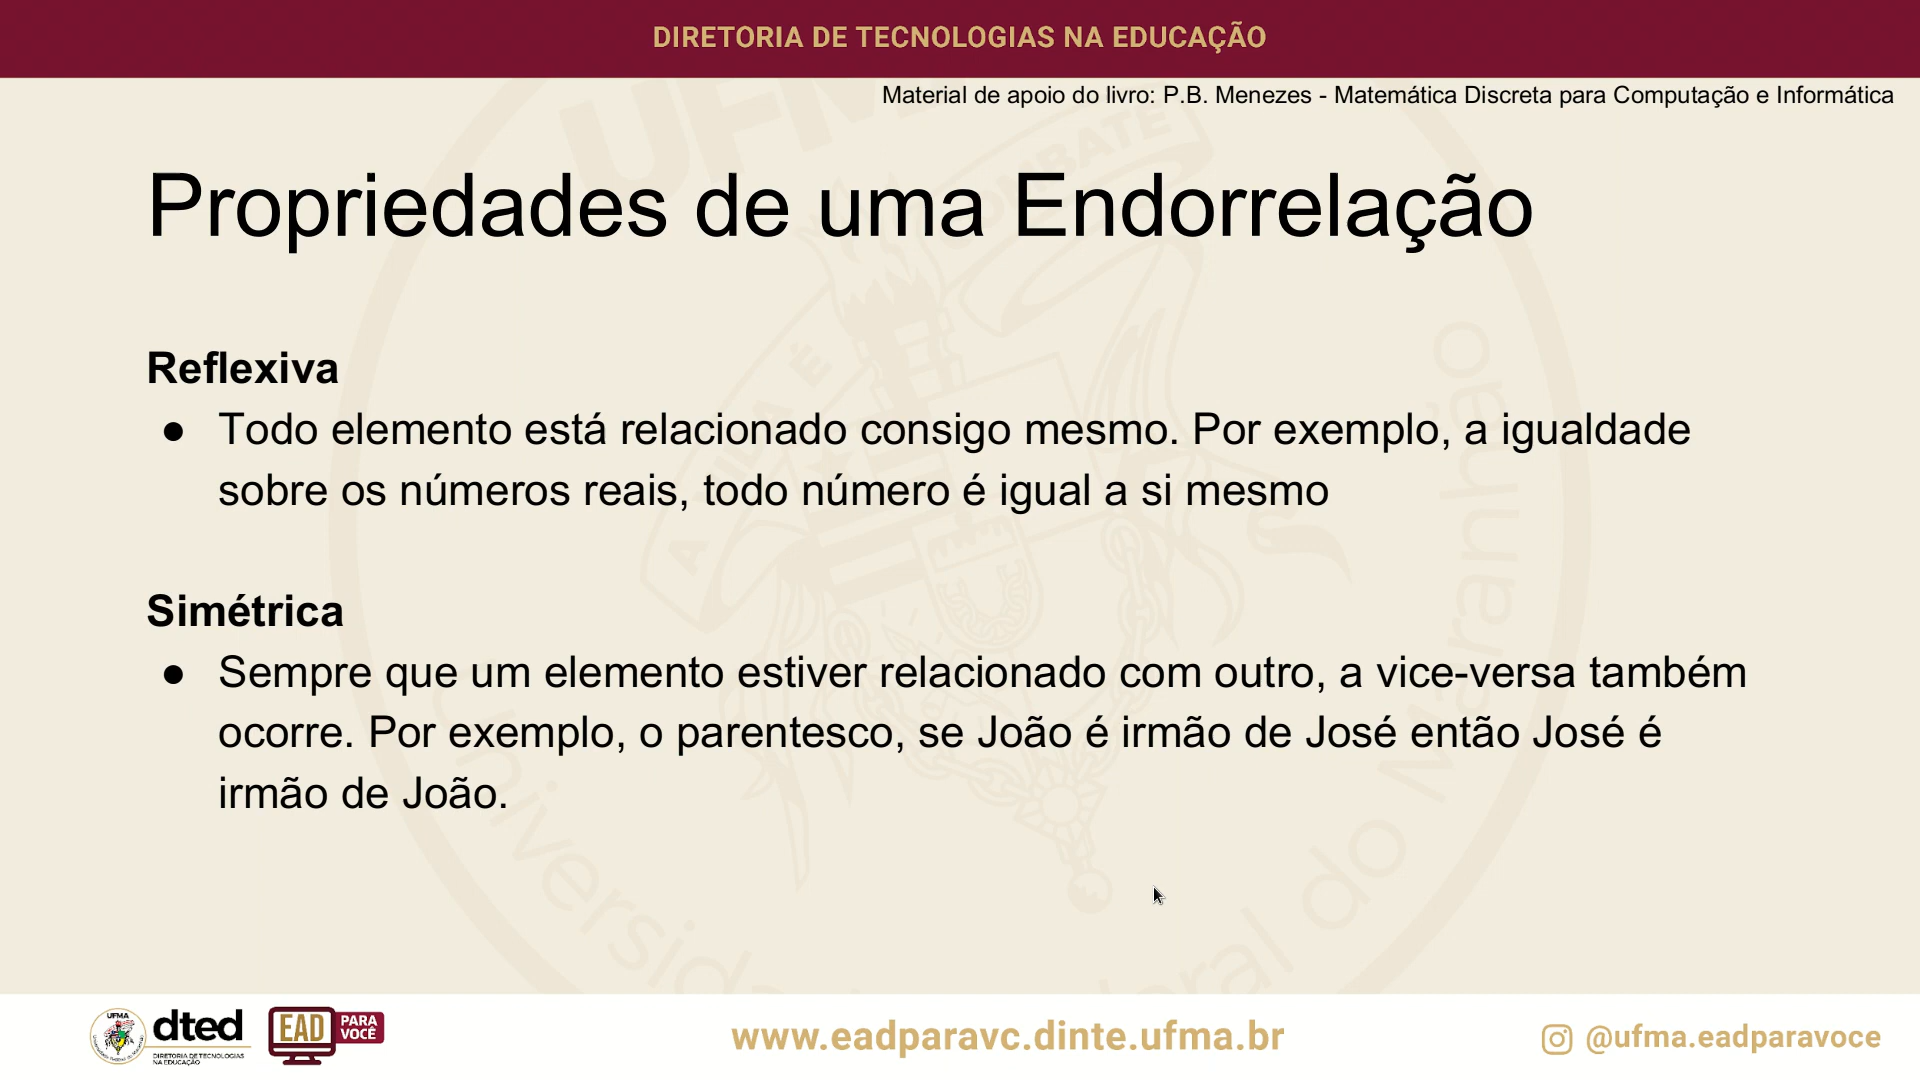 DIRETORIA DE TECNOLOGIAS NA EDUCAÇÃO
Material de apoio do livro: P.B. Menezes - Matemática Discreta para Computação e Informática
Propriedades de uma Endorrelação
Reflexiva
● Todo elemento está relacionado consigo mesmo. Por exemplo, a igualdade
sobre os números reais, todo número é igual a si mesmo
Simétrica
● Sempre que um elemento estiver relacionado com outro, a vice-versa também
ocorre. Por exemplo, o parentesco, se João é irmão de José então José é
irmão de João.
UFMA
dted
DIRETORIA DE TECNOLOGIAS
NA EDUCAÇÃO
EAD
PARA
VOCÊ
www.eadparavc.dinte.ufma.br
@ufma.eadparavoce